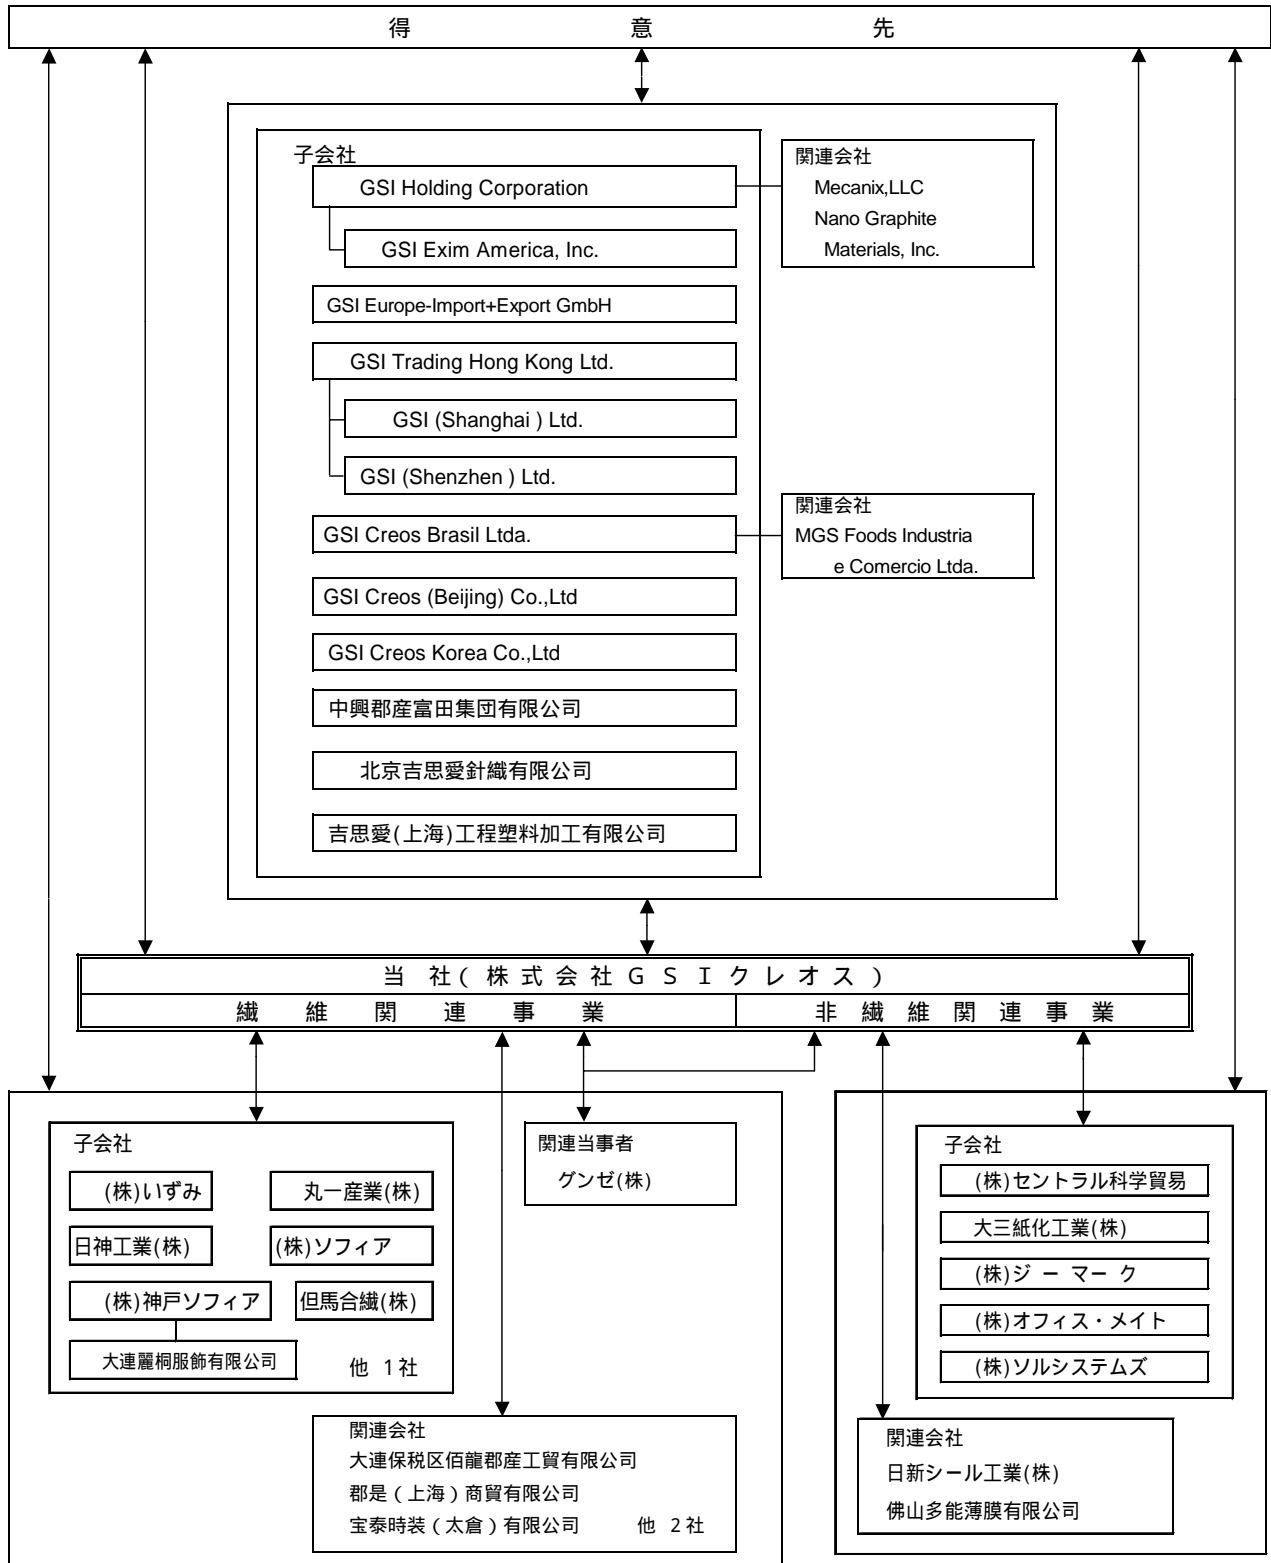 得意先
子会社
GSI Holding Corporation
GSI Exim America, Inc.
GSI Europe-Import+Export GmbH
GSI Trading Hong Kong Ltd.
GSI (Shanghai ) Ltd.
GSI (Shenzhen ) Ltd.
GSI Creos Brasil Ltda.
GSI Creos (Beijing) Co.,Ltd
GSI Creos Korea Co.,Ltd
中興郡産富田集団有限公司
北京吉思愛針織有限公司
吉思愛(上海)工程塑料加工有限公司
関連会社
Mecanix,LLC
Nano Graphite
Materials, Inc.
関連会社
MGS Foods Industria
e Comercio Ltda.
当社(株式会社GSIクレオス)
繊維関連事業
非繊維関連事業
子会社
(株)いずみ
丸一産業(株)
日神工業(株)
(株)ソフィア
(株)神戸ソフィア
但馬合繊(株)
大連麗桐服飾有限公司
他 1社
関連当事者
グンゼ(株)
関連会社
大連保税区佰龍郡産工貿有限公司
郡是(上海)商貿有限公司
宝泰時装(太倉)有限公司 他 2社
子会社
(株)セントラル科学貿易
大三紙化工業(株)
(株)ジーマーク
(株)オフィス・メイト
(株)ソルシステムズ
関連会社
日新シール工業(株)
佛山多能薄膜有限公司